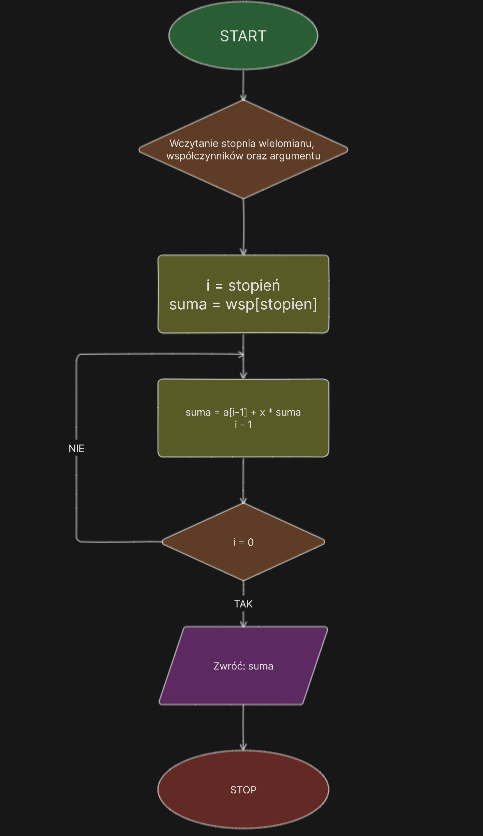 START
Wczytanie stopnia wielomianu,
współczynników oraz argumentu
i = stopień
suma = wsp[stopien]
suma = a[i-1] + x * suma
i - 1
NIE
i = 0
TAK
Zwróć: suma
STOP